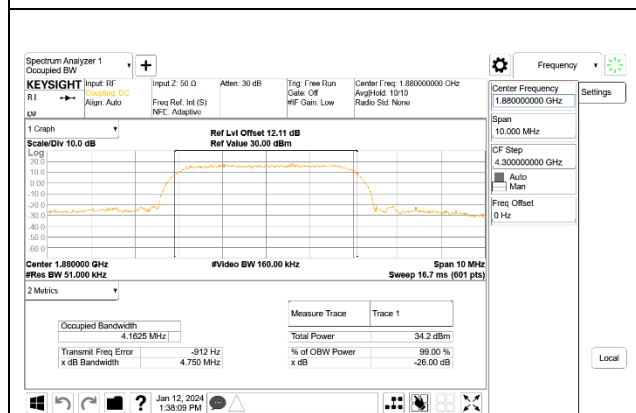 Spectrum Analyzer 1
Occupied BW
Frequency
KEYSIGHT Input: RF
Coupling: DC
Align: Auto
Input Z: 50 Ω
Freq Ref: Int (S)
NFE: Adaptive
Atten: 30 dB
Trig: Free Run
Gate: Off
#IF Gain: Low
Center Freq: 1.880000000 GHz
Avg|Hold: 10/10
Radio Std: None
Center Frequency
1.880000000 GHz
Settings
Span
10.000 MHz
CF Step
4.300000000 GHz
Auto
Man
Freq Offset
0 Hz
1 Graph
Scale/Div 10.0 dB
Ref Lvl Offset 12.11 dB
Ref Value 30.00 dBm
Log
20.0
10.0
0.00
-10.0
-20.0
-30.0
-40.0
-50.0
-60.0
Center 1.880000 GHz
#Res BW 51.000 kHz
#Video BW 160.00 kHz
Span 10 MHz
Sweep 16.7 ms (601 pts)
2 Metrics
Measure Trace Trace 1
Occupied Bandwidth
4.1625 MHz
Total Power 34.2 dBm
Transmit Freq Error -912 Hz
% of OBW Power 99.00 %
x dB Bandwidth 4.750 MHz
x dB -26.00 dB
Local
Jan 12, 2024
1:38:09 PM